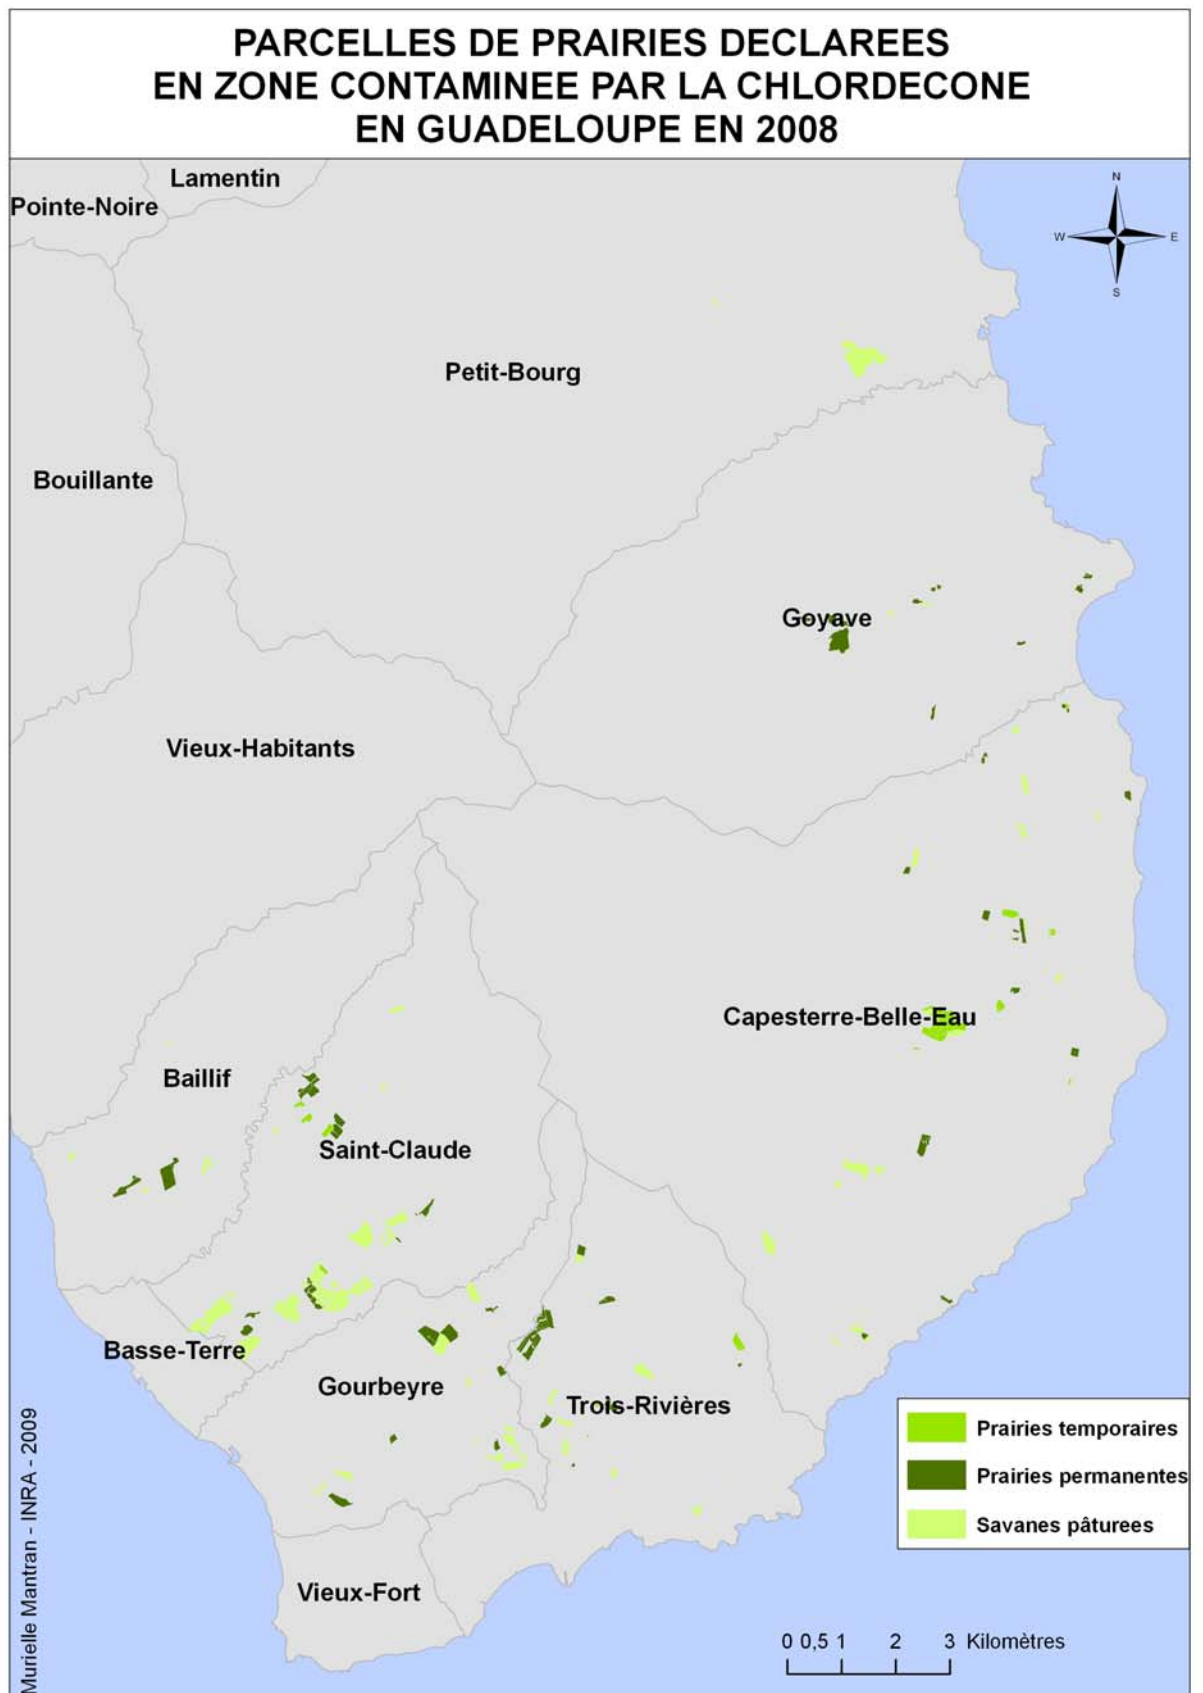 PARCELLES DE PRAIRIES DECLAREES
EN ZONE CONTAMINEE PAR LA CHLORDECONE
EN GUADELOUPE EN 2008
Lamentin
Pointe-Noire
N
W
E
S
Petit-Bourg
Bouillante
Goyave
Vieux-Habitants
Capesterre-Belle-Eau
Baillif
Saint-Claude
Basse-Terre
Gourbeyre
Trois-Rivières
Vieux-Fort
Prairies temporaires
Prairies permanentes
Savanes pâturees
0 0,5 1 2 3 Kilomètres
Murielle Mantran - INRA - 2009